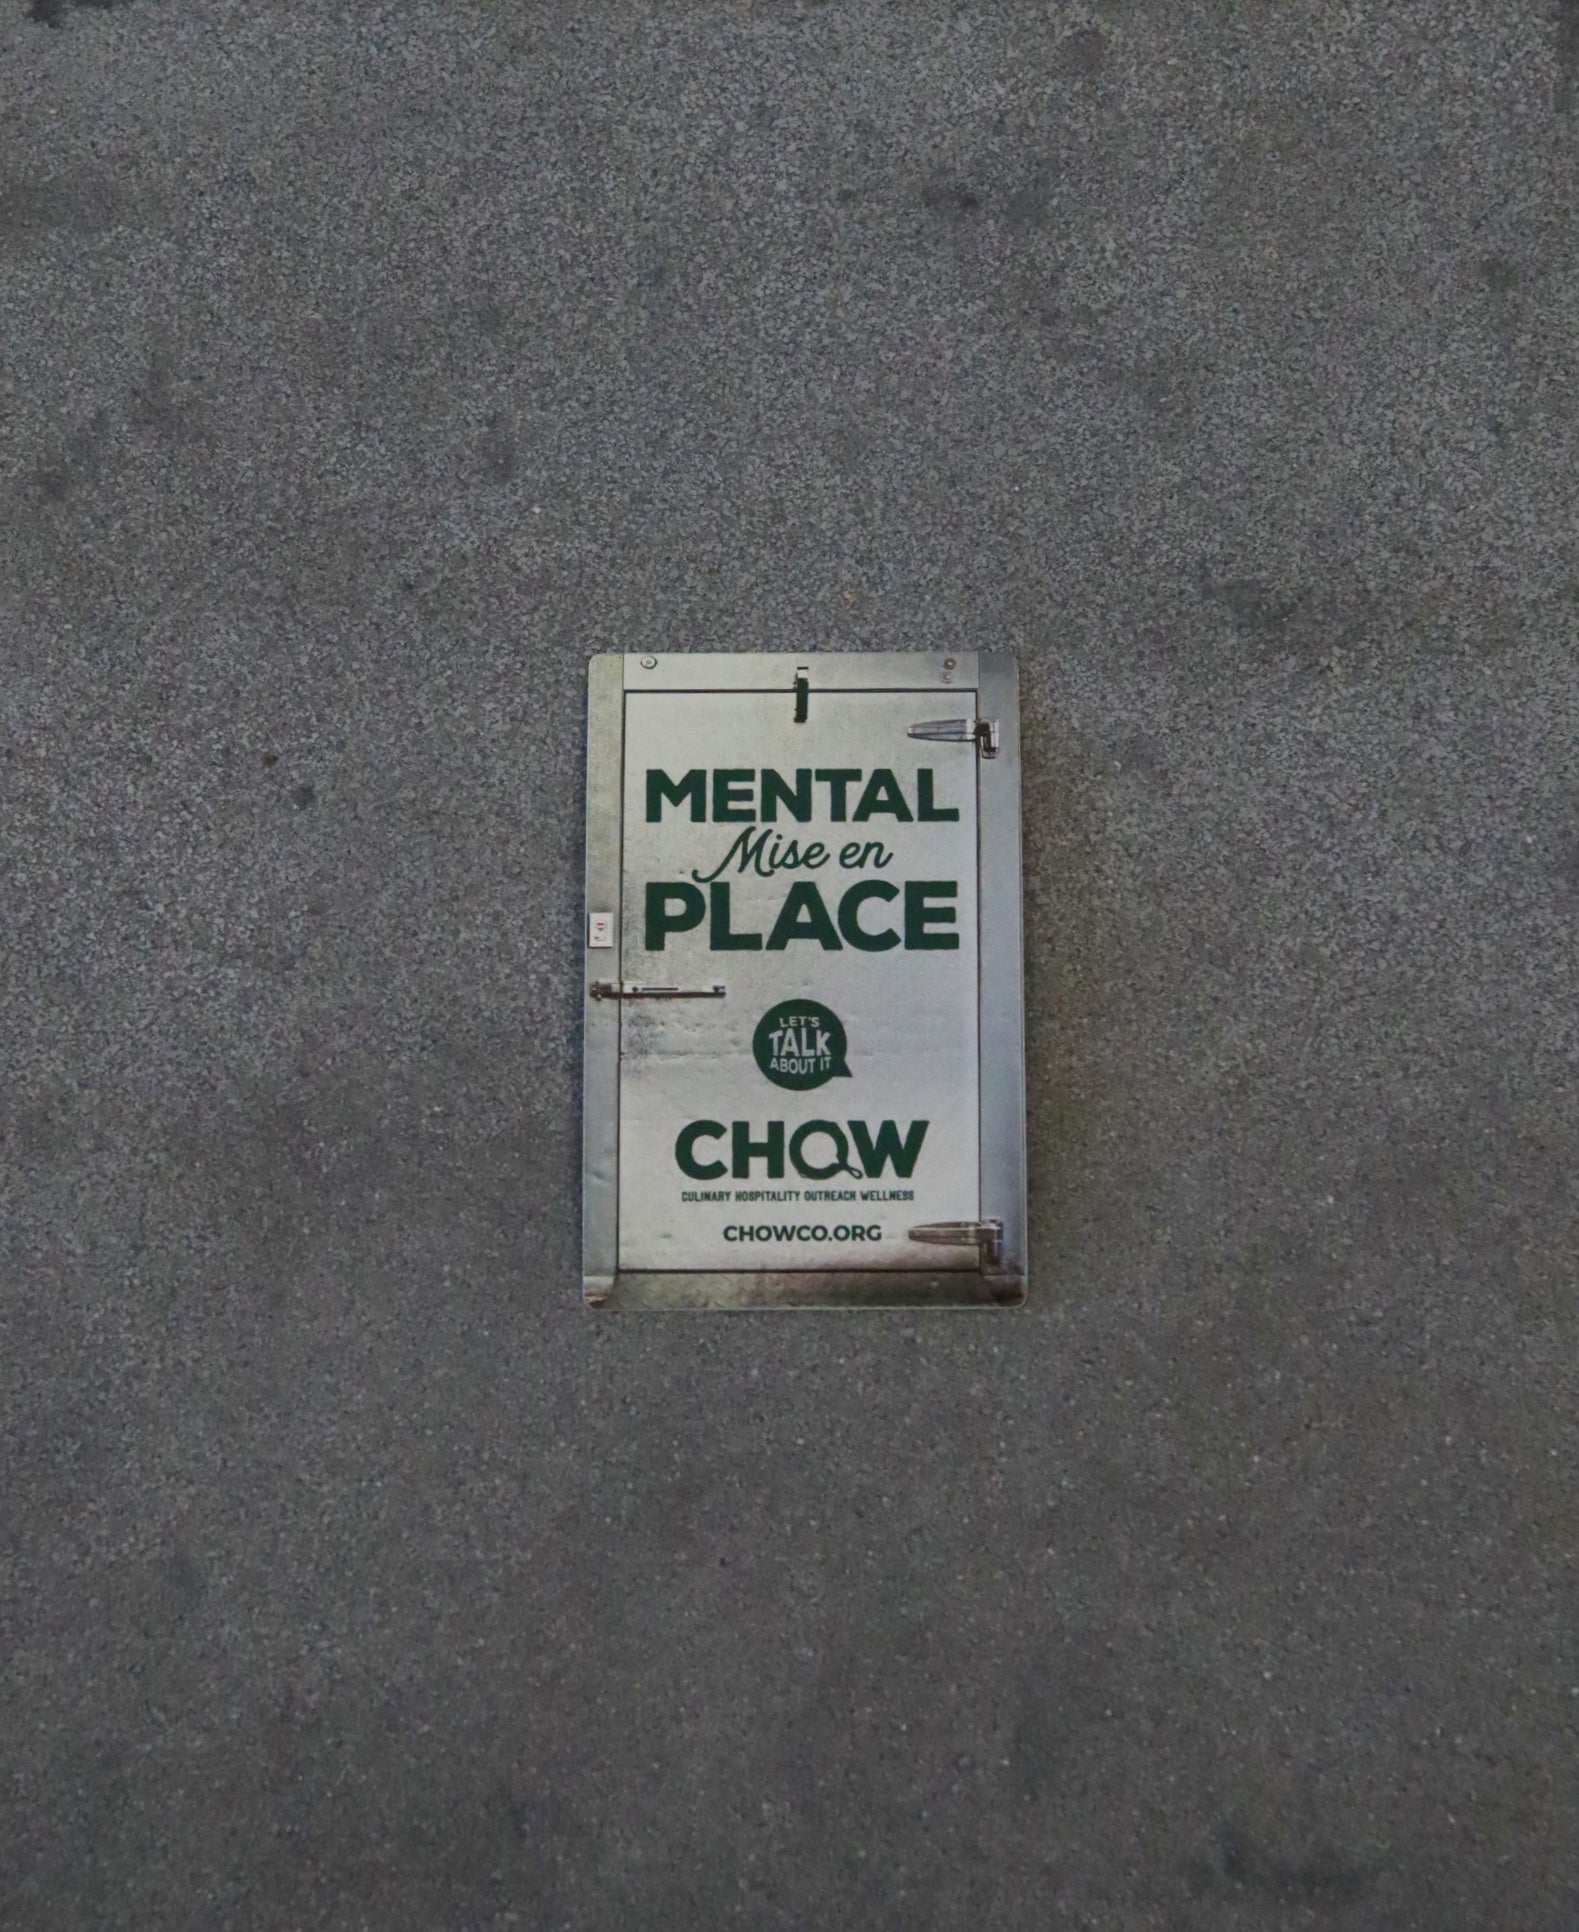 MENTAL
Mise en
PLACE
LET'S
TALK
ABOUT IT
CHOW
CULINARY HOSPITALITY OUTREACH WELLNESS
CHOWCO.ORG